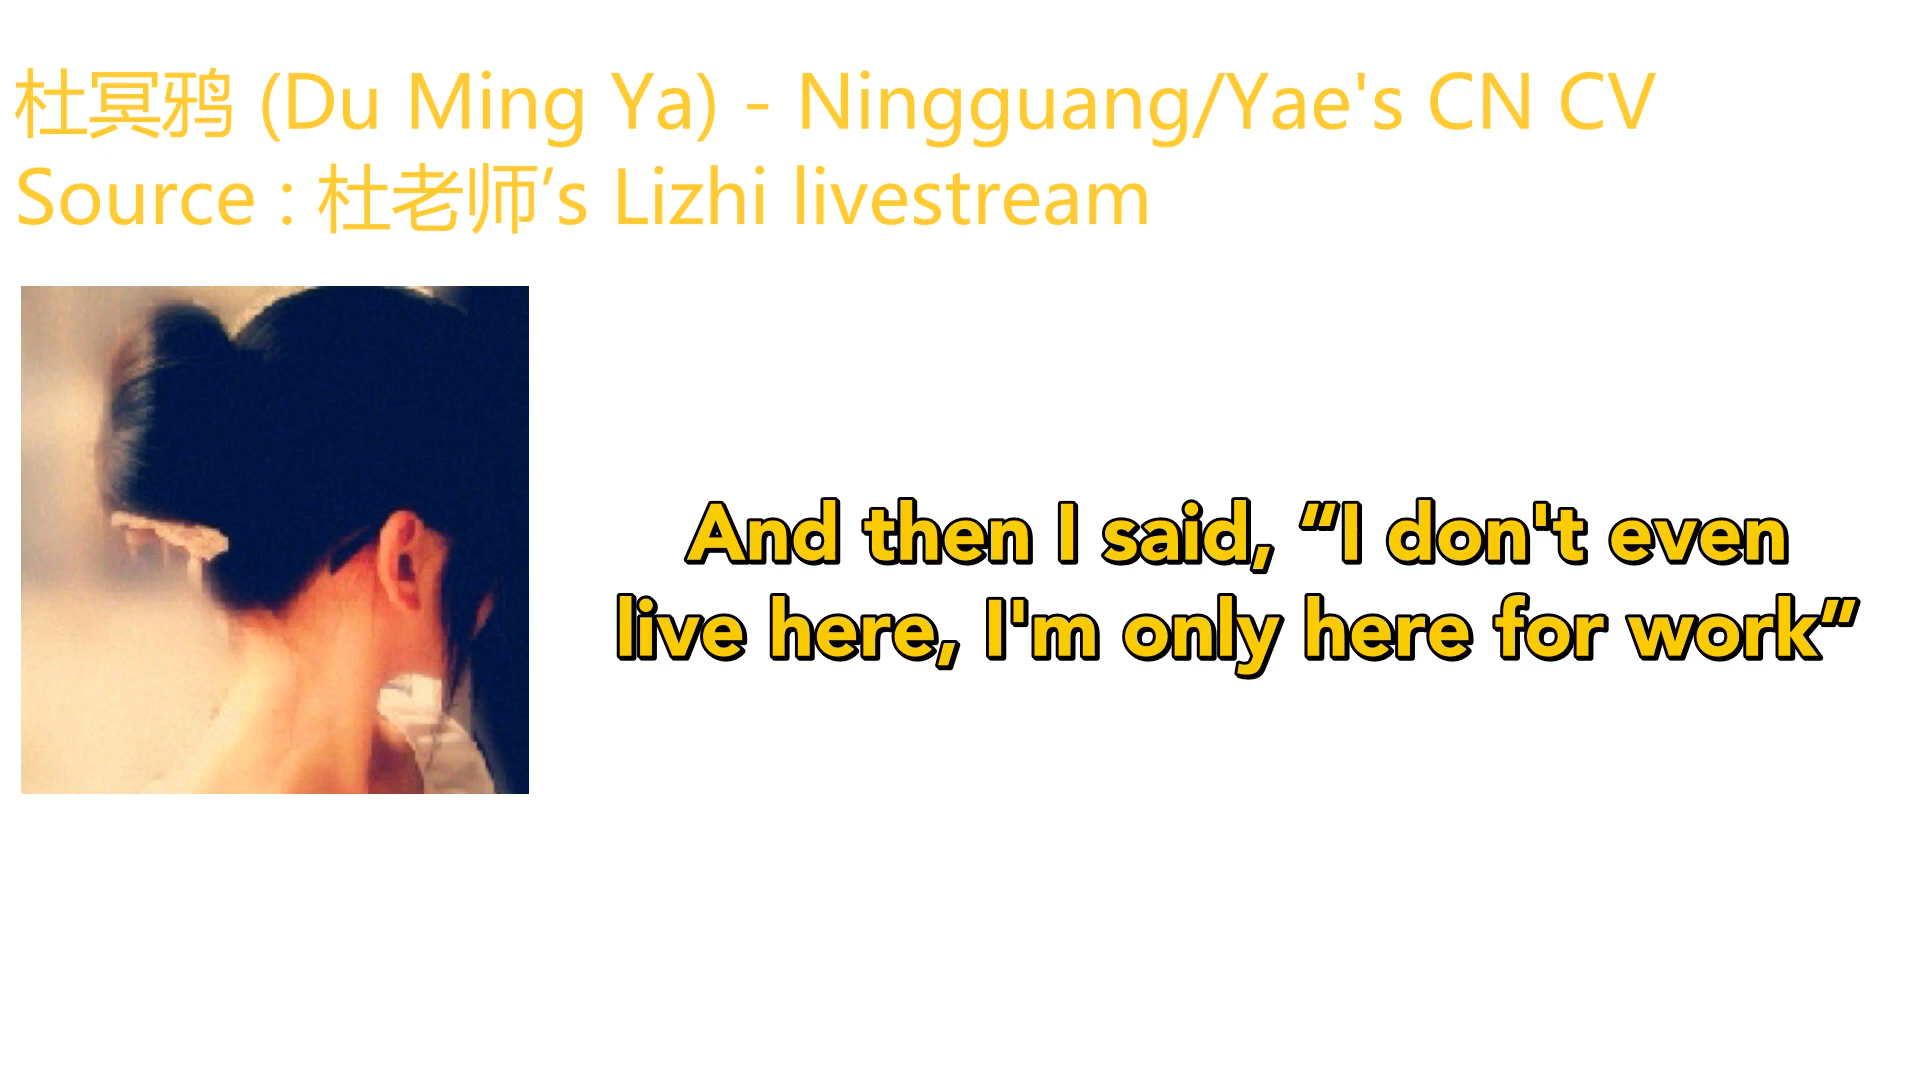 杜冥鸦 (Du Ming Ya) - Ningguang/Yae's CN CV
Source : 杜老师’s Lizhi livestream
And then I said, “I don't even
live here, I'm only here for work”